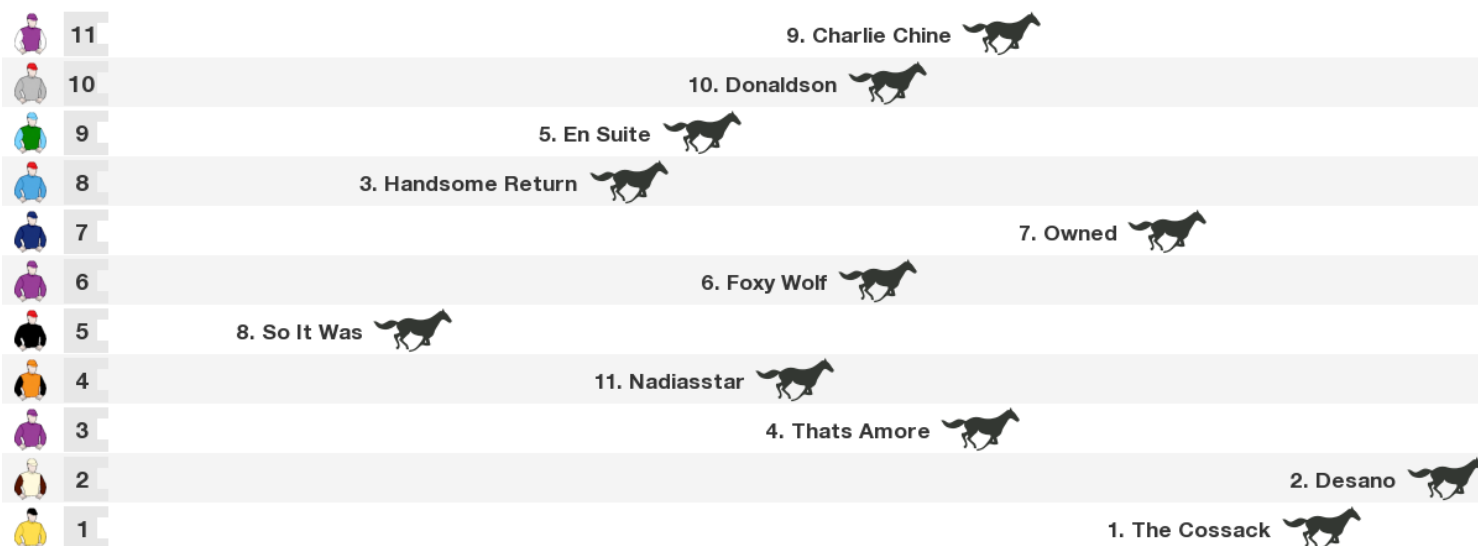 11 9. Charlie Chine
10 10. Donaldson
9 5. En Suite
8 3. Handsome Return
7 7. Owned
6 6. Foxy Wolf
5 8. So It Was
4 11. Nadiasstar
3 4. Thats Amore
2 2. Desano
1 1. The Cossack